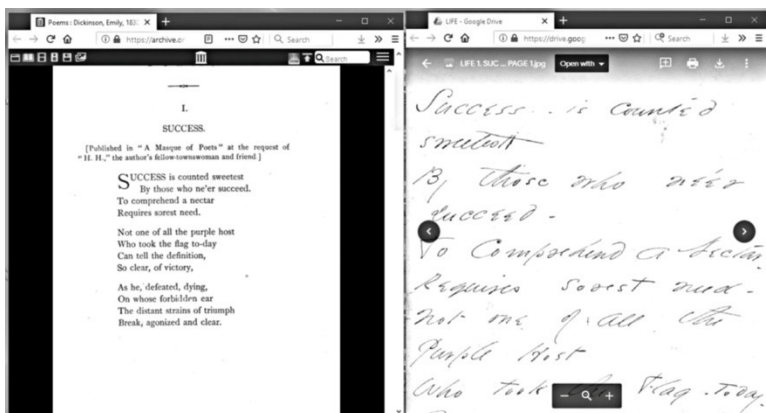 Poems : Dickinson, Emily, 183
https://archive.or
Search
Search
I.
SUCCESS.
[Published in "A Masque of Poets" at the request of
"H. H.," the author's fellow-townswoman and friend.]
SUCCESS is counted sweetest
By those who ne'er succeed.
To comprehend a nectar
Requires sorest need.
Not one of all the purple host
Who took the flag to-day
Can tell the definition,
So clear, of victory,
As he, defeated, dying,
On whose forbidden ear
The distant strains of triumph
Break, agonized and clear.
LIFE - Google Drive
https://drive.goog
Search
LIFE 1. SUC ... PAGE 1.jpg
Open with
Success . . is counted
sweetest
By those who ne'er
succeed -
To Comprehend a Nectar
Requires sorest need -
not one of all the
Purple Host
Who took the Flag Today